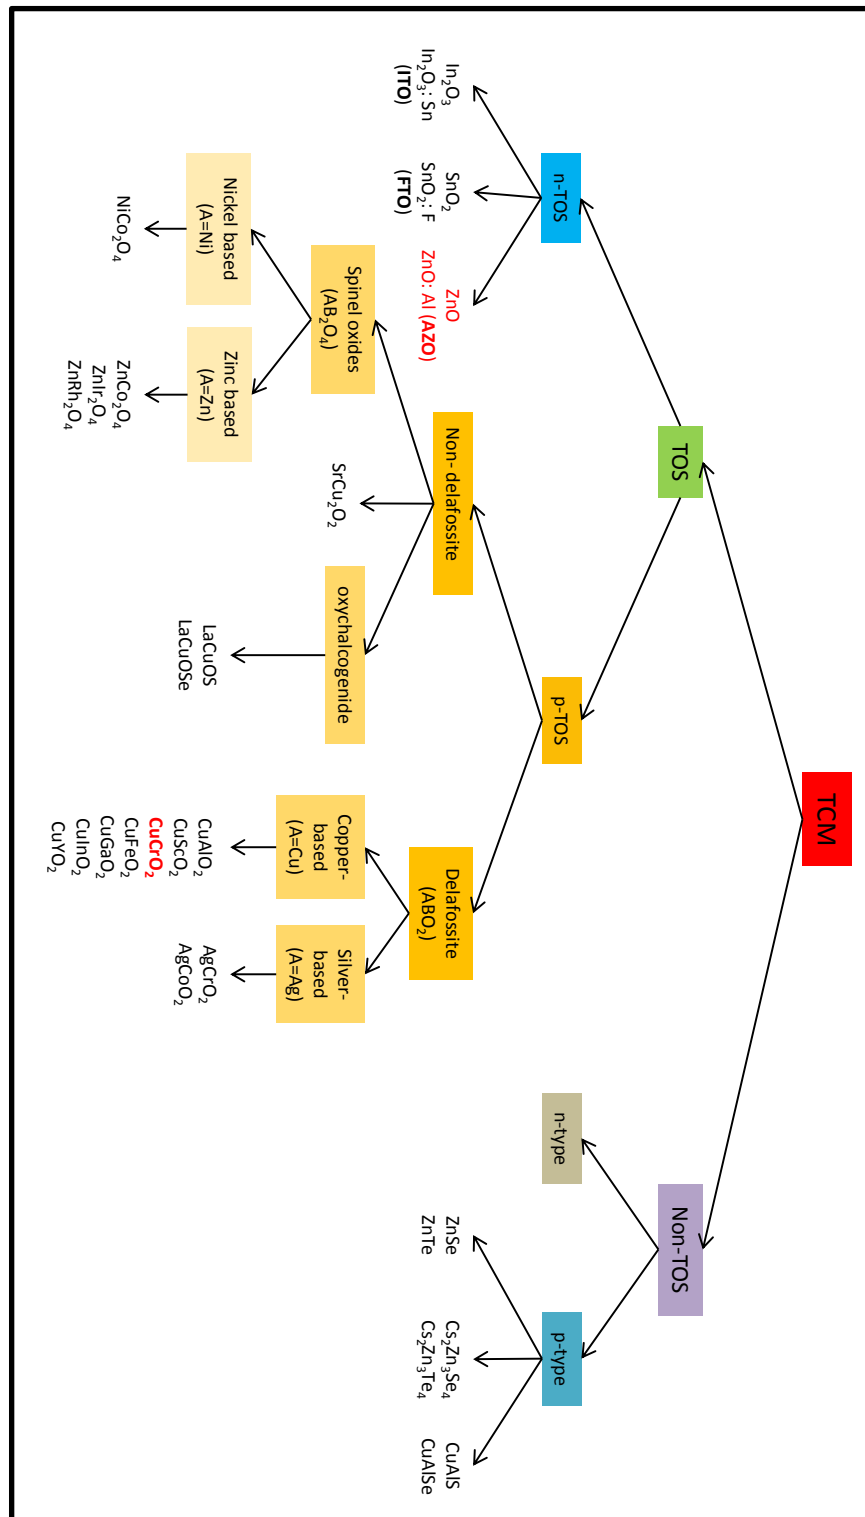 TCM
TOS
Non-TOS
n-TOS
p-TOS
n-type
p-type
In₂O₃
In₂O₃: Sn
(ITO)
SnO₂
SnO₂: F
(FTO)
ZnO
ZnO: Al (AZO)
Non- delafossite
Delafossite
(ABO₂)
ZnSe
ZnTe
Cs₂Zn₃Se₄
Cs₂Zn₃Te₄
CuAlS
CuAlSe
Spinel oxides
(AB₂O₄)
SrCu₂O₂
oxychalcogenide
Copper-
based
(A=Cu)
Silver-
based
(A=Ag)
Nickel based
(A=Ni)
Zinc based
(A=Zn)
LaCuOS
LaCuOSe
CuAlO₂
CuScO₂
CuCrO₂
CuFeO₂
CuGaO₂
CuInO₂
CuYO₂
AgCrO₂
AgCoO₂
NiCo₂O₄
ZnCo₂O₄
ZnIr₂O₄
ZnRh₂O₄